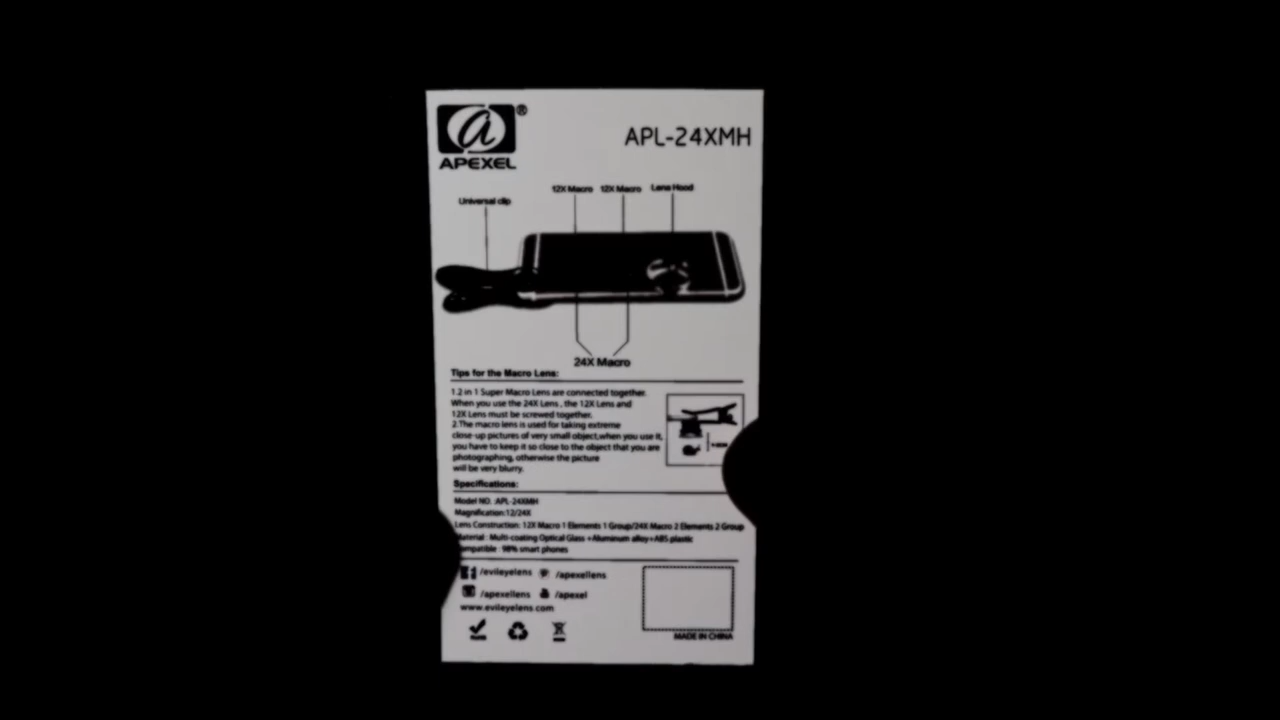 APEXEL ®
APL-24XMH
12X Macro 12X Macro Lens Hood
Universal clip
24X Macro
Tips for the Macro Lens:
1.2 in 1 Super Macro Lens are connected together.
When you use the 24X Lens , the 12X Lens and
12X Lens must be screwed together.
2.The macro lens is used for taking extreme
close-up pictures of very small object,when you use it,
you have to keep it so close to the object that you are
photographing, otherwise the picture
will be very blurry.
Specifications:
Model NO. :APL-24XMH
Magnification:12/24X
Lens Construction: 12X Macro 1 Elements 1 Group/24X Macro 2 Elements 2 Group
Material : Multi-coating Optical Glass +Aluminum alloy+ABS plastic
ompatible : 98% smart phones
/evileyelens /apexellens
/apexellens /apexel
www.evileyelens.com
MADE IN CHINA